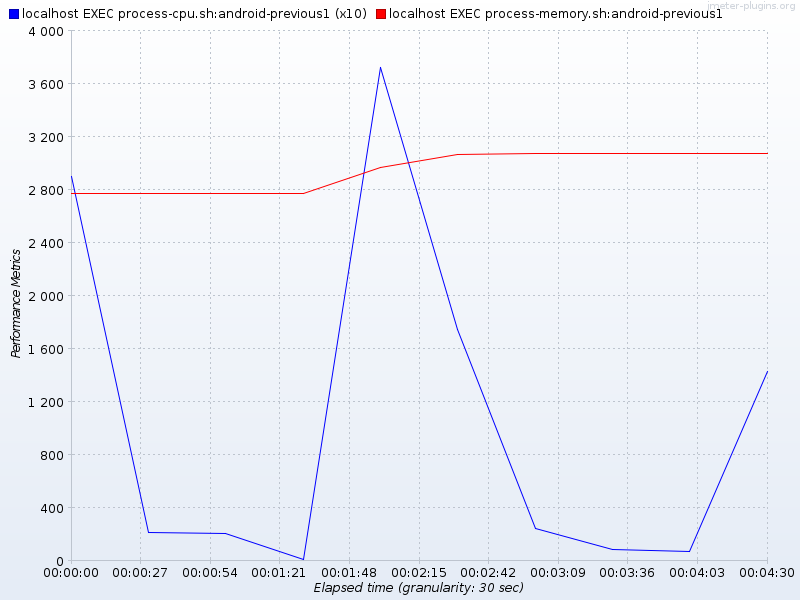 jmeter-plugins.org
localhost EXEC process-cpu.sh:android-previous1 (x10) localhost EXEC process-memory.sh:android-previous1
4 000
3 600
3 200
2 800
2 400
2 000
1 600
1 200
800
400
0
Performance Metrics
00:00:00 00:00:27 00:00:54 00:01:21 00:01:48 00:02:15 00:02:42 00:03:09 00:03:36 00:04:03 00:04:30
Elapsed time (granularity: 30 sec)